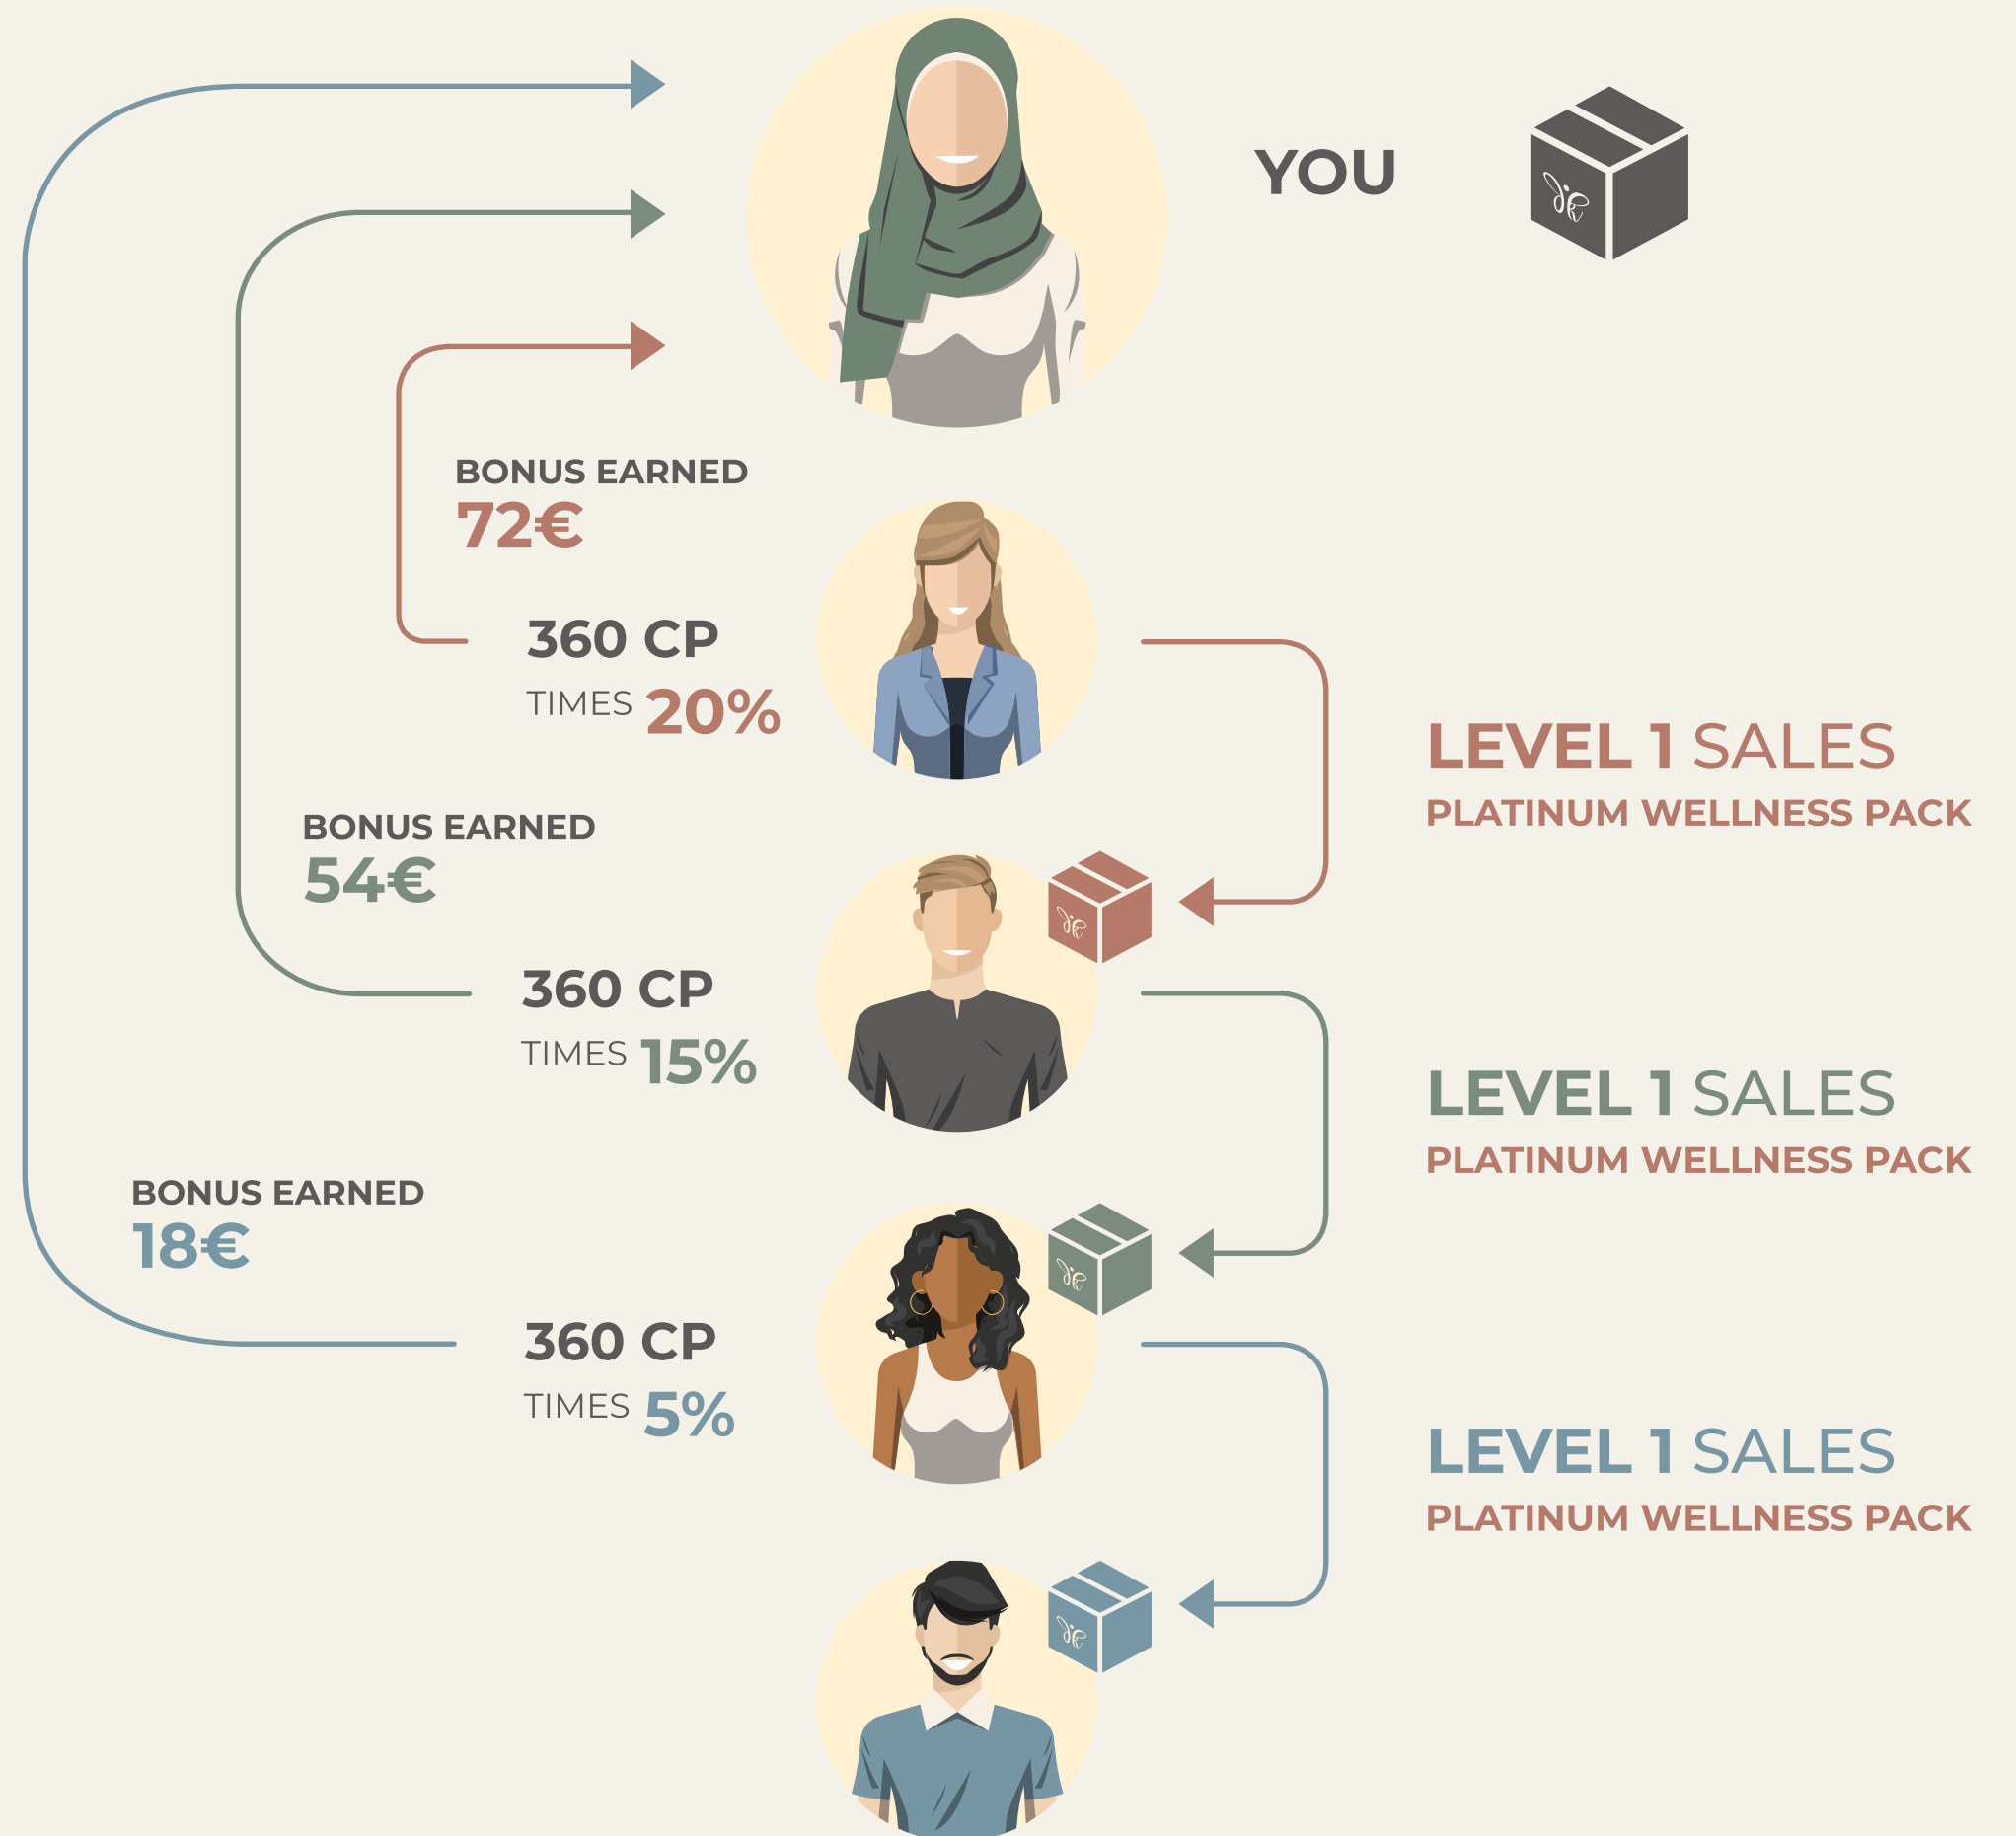 YOU
BONUS EARNED
72€
360 CP
TIMES 20%
LEVEL 1 SALES
PLATINUM WELLNESS PACK
BONUS EARNED
54€
360 CP
TIMES 15%
LEVEL 1 SALES
PLATINUM WELLNESS PACK
BONUS EARNED
18€
360 CP
TIMES 5%
LEVEL 1 SALES
PLATINUM WELLNESS PACK